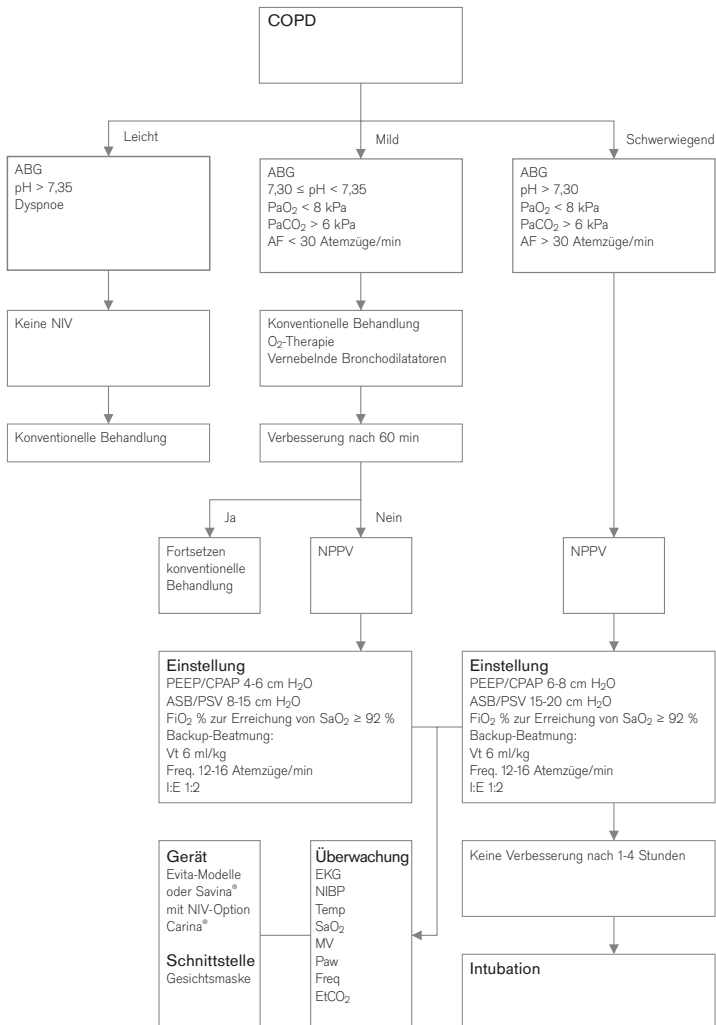 COPD
Leicht
Mild
Schwerwiegend
ABG
pH > 7,35
Dyspnoe
ABG
7,30 ≤ pH < 7,35
PaO₂ < 8 kPa
PaCO₂ > 6 kPa
AF < 30 Atemzüge/min
ABG
pH > 7,30
PaO₂ < 8 kPa
PaCO₂ > 6 kPa
AF > 30 Atemzüge/min
Keine NIV
Konventionelle Behandlung
O₂-Therapie
Vernebelnde Bronchodilatatoren
Konventionelle Behandlung
Verbesserung nach 60 min
Ja
Nein
Fortsetzen
konventionelle
Behandlung
NPPV
NPPV
Einstellung
PEEP/CPAP 4-6 cm H₂O
ASB/PSV 8-15 cm H₂O
FiO₂ % zur Erreichung von SaO₂ ≥ 92 %
Backup-Beatmung:
Vt 6 ml/kg
Freq. 12-16 Atemzüge/min
I:E 1:2
Einstellung
PEEP/CPAP 6-8 cm H₂O
ASB/PSV 15-20 cm H₂O
FiO₂ % zur Erreichung von SaO₂ ≥ 92 %
Backup-Beatmung:
Vt 6 ml/kg
Freq. 12-16 Atemzüge/min
I:E 1:2
Gerät
Evita-Modelle
oder Savina®
mit NIV-Option
Carina®
Schnittstelle
Gesichtsmaske
Überwachung
EKG
NIBP
Temp
SaO₂
MV
Paw
Freq
EtCO₂
Keine Verbesserung nach 1-4 Stunden
Intubation